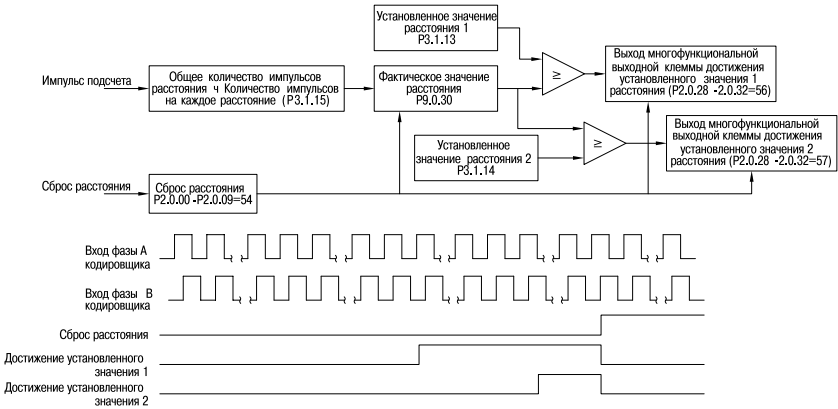 Установленное значение
расстояния 1
P3.1.13
Импульс подсчета
Общее количество импульсов
расстояния ч Количество импульсов
на каждое расстояние (P3.1.15)
Фактическое значение
расстояния
P9.0.30
≥
Выход многофункциональной
выходной клеммы достижения
установленного значения 1
расстояния (P2.0.28 -2.0.32=56)
Установленное
значение расстояния 2
P3.1.14
≥
Выход многофункциональной
выходной клеммы достижения
установленного значения 2
расстояния (P2.0.28 -2.0.32=57)
Сброс расстояния
Сброс расстояния
P2.0.00 -P2.0.09=54
Вход фазы A
кодировщика
Вход фазы B
кодировщика
Сброс расстояния
Достижение установленного
значения 1
Достижение установленного
значения 2